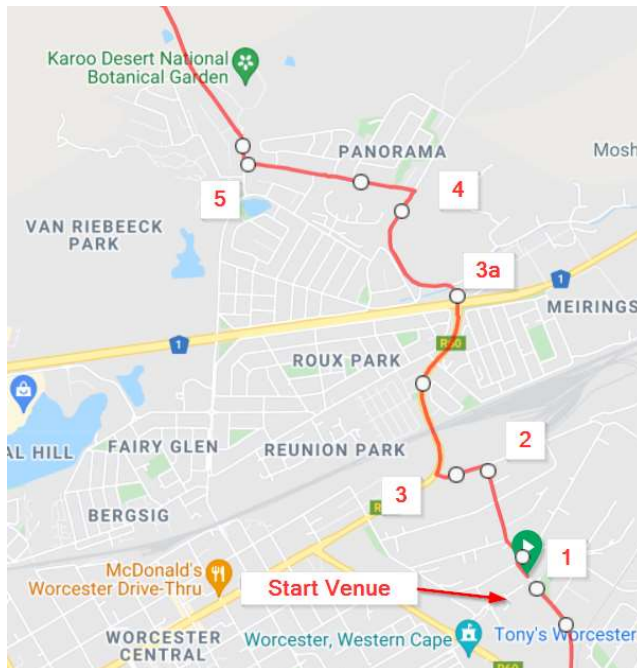 Karoo Desert National
Botanical Garden
PANORAMA
Mosh
5
4
VAN RIEBEECK
PARK
3a
1
MEIRINGS
1
R60
ROUX PARK
AL HILL
FAIRY GLEN
REUNION PARK
2
3
BERGSIG
McDonald's
Worcester Drive-Thru
1
Start Venue
WORCESTER
CENTRAL
Worcester, Western Cape
Tony's Worcester
R60